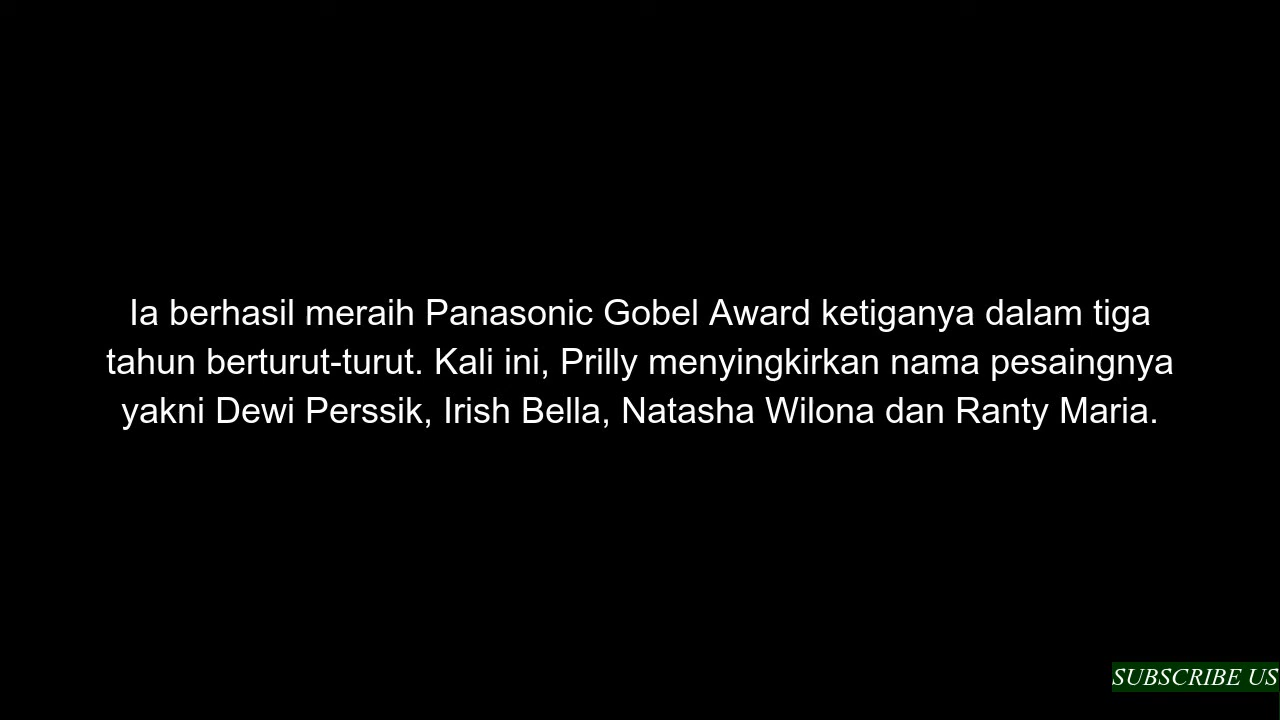 Ia berhasil meraih Panasonic Gobel Award ketiganya dalam tiga
tahun berturut-turut. Kali ini, Prilly menyingkirkan nama pesaingnya
yakni Dewi Perssik, Irish Bella, Natasha Wilona dan Ranty Maria.
SUBSCRIBE US